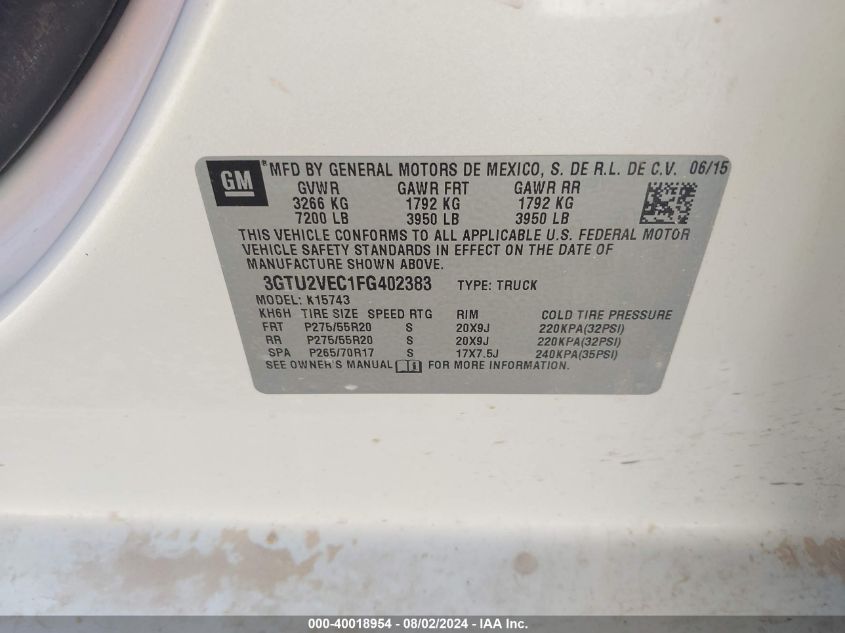 GM ® MFD BY GENERAL MOTORS DE MEXICO, S. DE R.L. DE C.V. 06/15
GVWR GAWR FRT GAWR RR
3266 KG 1792 KG 1792 KG
7200 LB 3950 LB 3950 LB
THIS VEHICLE CONFORMS TO ALL APPLICABLE U.S. FEDERAL MOTOR
VEHICLE SAFETY STANDARDS IN EFFECT ON THE DATE OF
MANUFACTURE SHOWN ABOVE.
3GTU2VEC1FG402383 TYPE: TRUCK
MODEL: K15743
KH6H TIRE SIZE SPEED RTG RIM COLD TIRE PRESSURE
FRT P275/55R20 S 20X9J 220KPA(32PSI)
RR P275/55R20 S 20X9J 220KPA(32PSI)
SPA P265/70R17 S 17X7.5J 240KPA(35PSI)
SEE OWNER'S MANUAL FOR MORE INFORMATION.
000-40018954 - 08/02/2024 - IAA Inc.